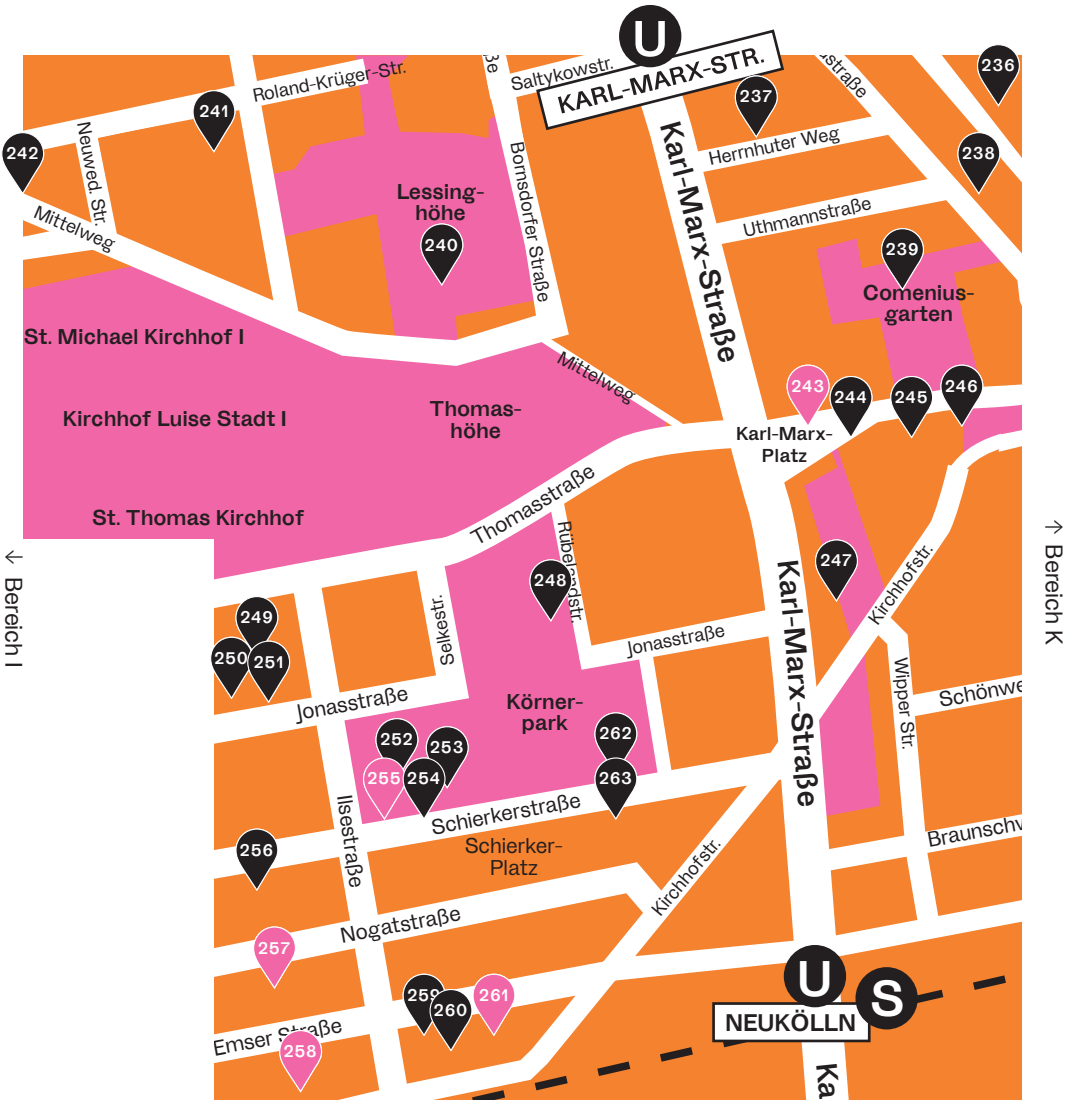 U
KARL-MARX-STR.
Saltykowstr.
Roland-Krüger-Str.
236
237
238
241
242
Neuwed. Str.
Mittelweg
Herrnhuter Weg
Bornsdorfer Straße
Karl-Marx-Straße
Lessing-
höhe
240
Uthmannstraße
239
Comenius-
garten
St. Michael Kirchhof I
Mittelweg
243
244
245
246
Kirchhof Luise Stadt I
Thomas-
höhe
Karl-Marx-
Platz
St. Thomas Kirchhof
Thomasstraße
↓ Bereich I
↑ Bereich K
Rübelandstr.
247
248
Kirchhofstr.
Karl-Marx-Straße
Selkestr.
249
250
251
Jonasstraße
Jonasstraße
Wipper Str.
Schönwe
Körner-
park
252
253
254
255
262
263
Schierkerstraße
Schierker-
Platz
Ilsestraße
256
Braunschw
Kirchhofstr.
Nogatstraße
257
259
260
261
U
S
NEUKÖLLN
Emser Straße
258
Ka